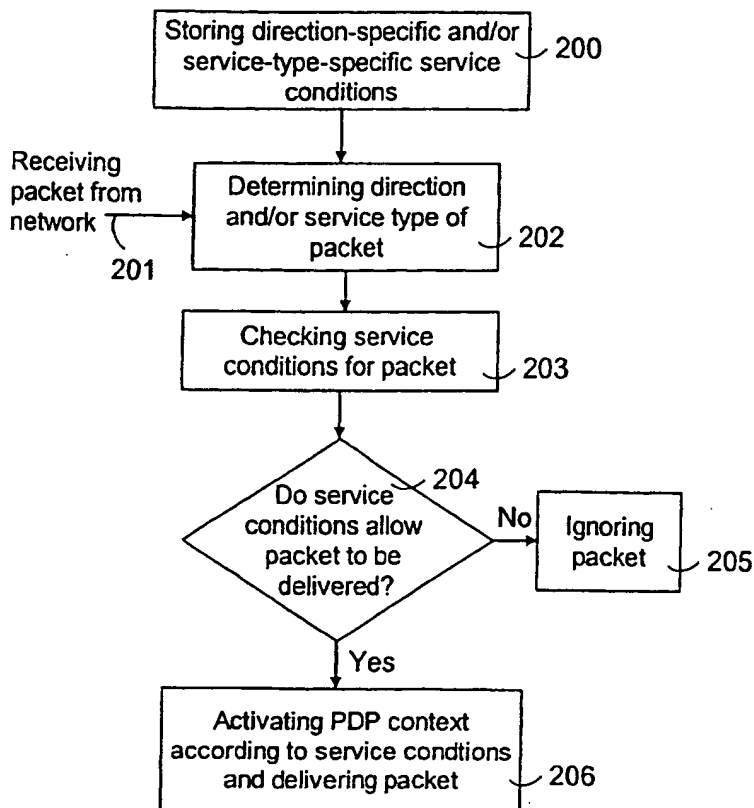 Storing direction-specific and/or
service-type-specific service
conditions
200
Receiving
packet from
network
201
Determining direction
and/or service type of
packet
202
Checking service
conditions for packet
203
204
Do service
conditions allow
packet to be
delivered?
No
Ignoring
packet
205
Yes
Activating PDP context
according to service condtions
and delivering packet
206